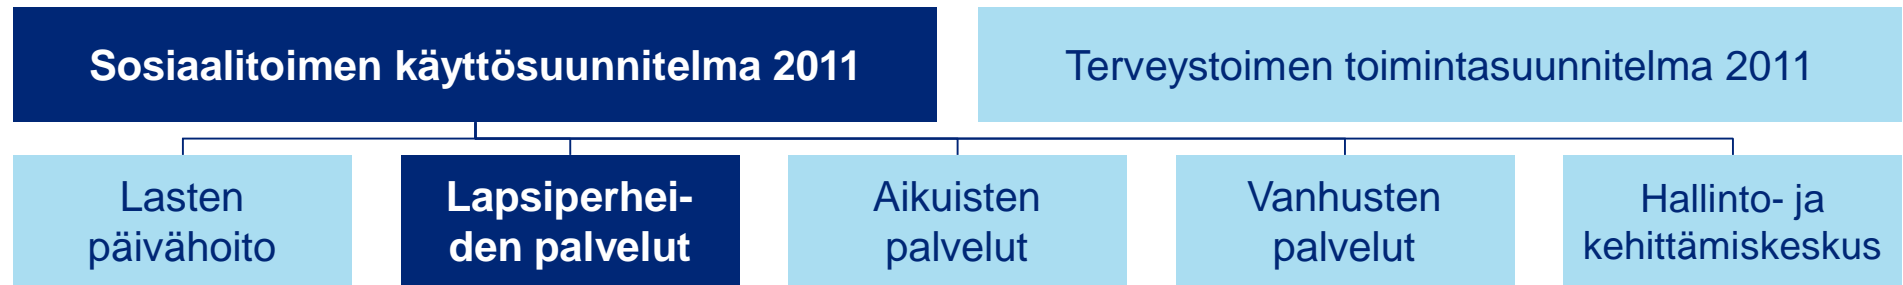 Sosiaalitoimen käyttösuunnitelma 2011
Terveystoimen toimintasuunnitelma 2011
Lasten
päivähoito
Lapsiperhei-
den palvelut
Aikuisten
palvelut
Vanhusten
palvelut
Hallinto- ja
kehittämiskeskus